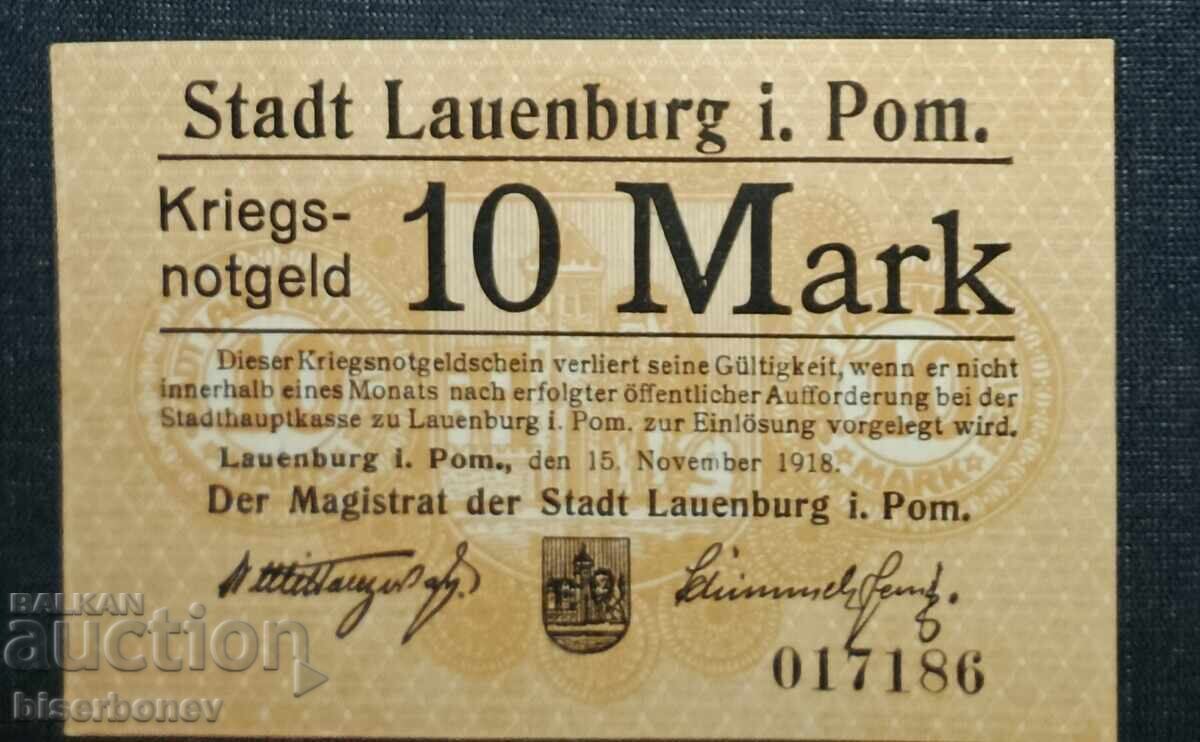 Stadt Lauenburg i. Pom.
Kriegs-
notgeld
10 Mark
Dieser Kriegsnotgeldschein verliert seine Gültigkeit, wenn er nicht
innerhalb eines Monats nach erfolgter öffentlicher Aufforderung bei der
Stadthauptkasse zu Lauenburg i. Pom. zur Einlösung vorgelegt wird.
Lauenburg i. Pom., den 15. November 1918.
Der Magistrat der Stadt Lauenburg i. Pom.
10
MARK
017186
BALKAN
auction
biserbonev